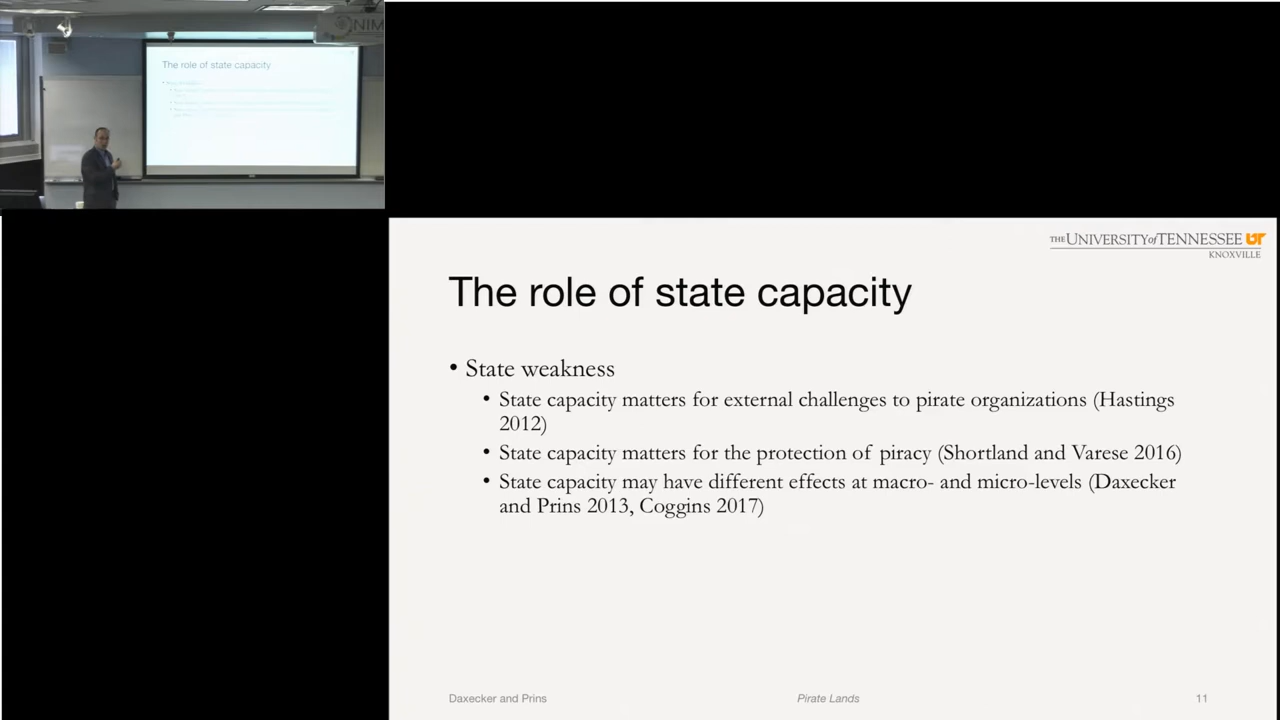 NIM
The role of state capacity
THE UNIVERSITY of TENNESSEE UT
KNOXVILLE
The role of state capacity
• State weakness
• State capacity matters for external challenges to pirate organizations (Hastings
2012)
• State capacity matters for the protection of piracy (Shortland and Varese 2016)
• State capacity may have different effects at macro- and micro-levels (Daxecker
and Prins 2013, Coggins 2017)
Daxecker and Prins
Pirate Lands
11